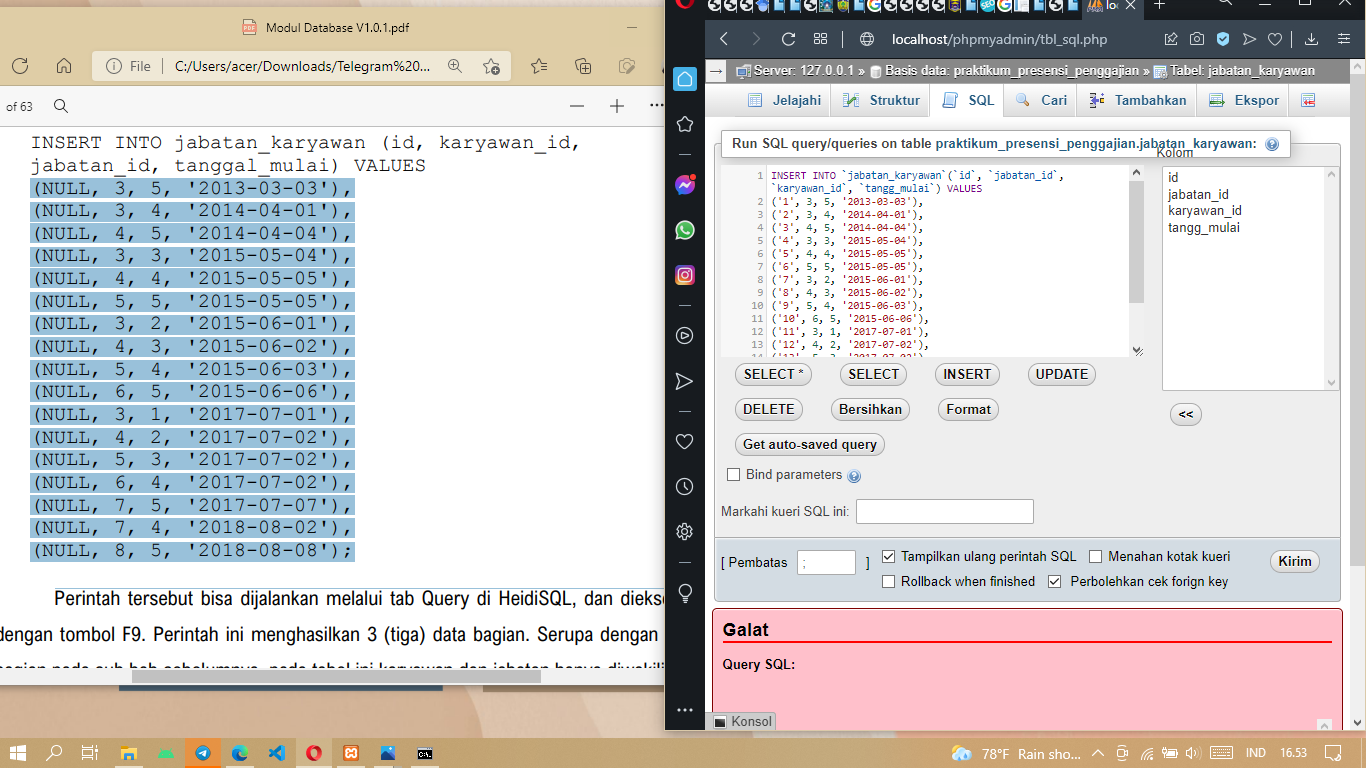 Modul Database V1.0.1.pdf
File
C:/Users/acer/Downloads/Telegram%20...
of 63
INSERT INTO jabatan_karyawan (id, karyawan_id,
jabatan_id, tanggal_mulai) VALUES
(NULL, 3, 5, '2013-03-03'),
(NULL, 3, 4, '2014-04-01'),
(NULL, 4, 5, '2014-04-04'),
(NULL, 3, 3, '2015-05-04'),
(NULL, 4, 4, '2015-05-05'),
(NULL, 5, 5, '2015-05-05'),
(NULL, 3, 2, '2015-06-01'),
(NULL, 4, 3, '2015-06-02'),
(NULL, 5, 4, '2015-06-03'),
(NULL, 6, 5, '2015-06-06'),
(NULL, 3, 1, '2017-07-01'),
(NULL, 4, 2, '2017-07-02'),
(NULL, 5, 3, '2017-07-02'),
(NULL, 6, 4, '2017-07-02'),
(NULL, 7, 5, '2017-07-07'),
(NULL, 7, 4, '2018-08-02'),
(NULL, 8, 5, '2018-08-08');
Perintah tersebut bisa dijalankan melalui tab Query di HeidiSQL, dan diekse
dengan tombol F9. Perintah ini menghasilkan 3 (tiga) data bagian. Serupa dengan
loc
localhost/phpmyadmin/tbl_sql.php
Server: 127.0.0.1 » Basis data: praktikum_presensi_penggajian » Tabel: jabatan_karyawan
Jelajahi Struktur SQL Cari Tambahkan Ekspor
Run SQL query/queries on table praktikum_presensi_penggajian.jabatan_karyawan:
Kolom
1 INSERT INTO `jabatan_karyawan`(`id`, `jabatan_id`,
`karyawan_id`, `tangg_mulai`) VALUES
2 ('1', 3, 5, '2013-03-03'),
3 ('2', 3, 4, '2014-04-01'),
4 ('3', 4, 5, '2014-04-04'),
5 ('4', 3, 3, '2015-05-04'),
6 ('5', 4, 4, '2015-05-05'),
7 ('6', 5, 5, '2015-05-05'),
8 ('7', 3, 2, '2015-06-01'),
9 ('8', 4, 3, '2015-06-02'),
10 ('9', 5, 4, '2015-06-03'),
11 ('10', 6, 5, '2015-06-06'),
12 ('11', 3, 1, '2017-07-01'),
13 ('12', 4, 2, '2017-07-02'),
id
jabatan_id
karyawan_id
tangg_mulai
SELECT * SELECT INSERT UPDATE
DELETE Bersihkan Format
<<
Get auto-saved query
Bind parameters
Markahi kueri SQL ini:
[ Pembatas ; ]
Tampilkan ulang perintah SQL Menahan kotak kueri
Kirim
Rollback when finished Perbolehkan cek forign key
Galat
Query SQL:
Konsol
78°F Rain sho...
IND
16.53